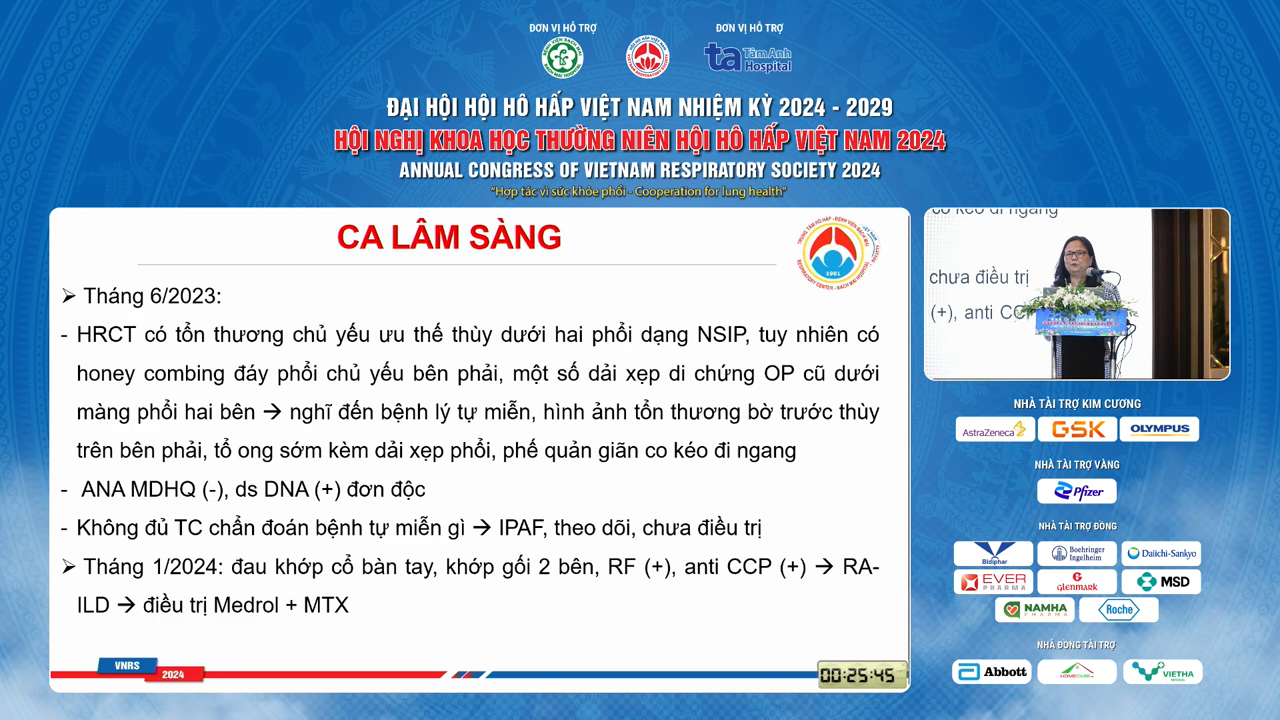 ĐƠN VỊ HỖ TRỢ
ĐƠN VỊ HỖ TRỢ
ta TâmAnh
Hospital
ĐẠI HỘI HỘI HÔ HẤP VIỆT NAM NHIỆM KỲ 2024 - 2029
HỘI NGHỊ KHOA HỌC THƯỜNG NIÊN HỘI HÔ HẤP VIỆT NAM 2024
ANNUAL CONGRESS OF VIETNAM RESPIRATORY SOCIETY 2024
“Hợp tác vì sức khỏe phổi - Cooperation for lung health”
CA LÂM SÀNG
1981
➢ Tháng 6/2023:
- HRCT có tổn thương chủ yếu ưu thế thùy dưới hai phổi dạng NSIP, tuy nhiên có
honey combing đáy phổi chủ yếu bên phải, một số dải xẹp di chứng OP cũ dưới
màng phổi hai bên → nghĩ đến bệnh lý tự miễn, hình ảnh tổn thương bờ trước thùy
trên bên phải, tổ ong sớm kèm dải xẹp phổi, phế quản giãn co kéo đi ngang
- ANA MDHQ (-), ds DNA (+) đơn độc
- Không đủ TC chẩn đoán bệnh tự miễn gì → IPAF, theo dõi, chưa điều trị
➢ Tháng 1/2024: đau khớp cổ bàn tay, khớp gối 2 bên, RF (+), anti CCP (+) → RA-
ILD → điều trị Medrol + MTX
VNRS
2024
00:25:45
co kéo đi ngang
chưa điều trị
(+), anti CC
NHÀ TÀI TRỢ KIM CƯƠNG
AstraZeneca
GSK
OLYMPUS
NHÀ TÀI TRỢ VÀNG
Pfizer
NHÀ TÀI TRỢ ĐỒNG
Bidiphar
Boehringer
Ingelheim
Daiichi-Sankyo
EVER
PHARMA
GLENMARK
MSD
NAMHA
PHARMA
Roche
NHÀ ĐỒNG TÀI TRỢ
Abbott
HOMECARE
VIETHA